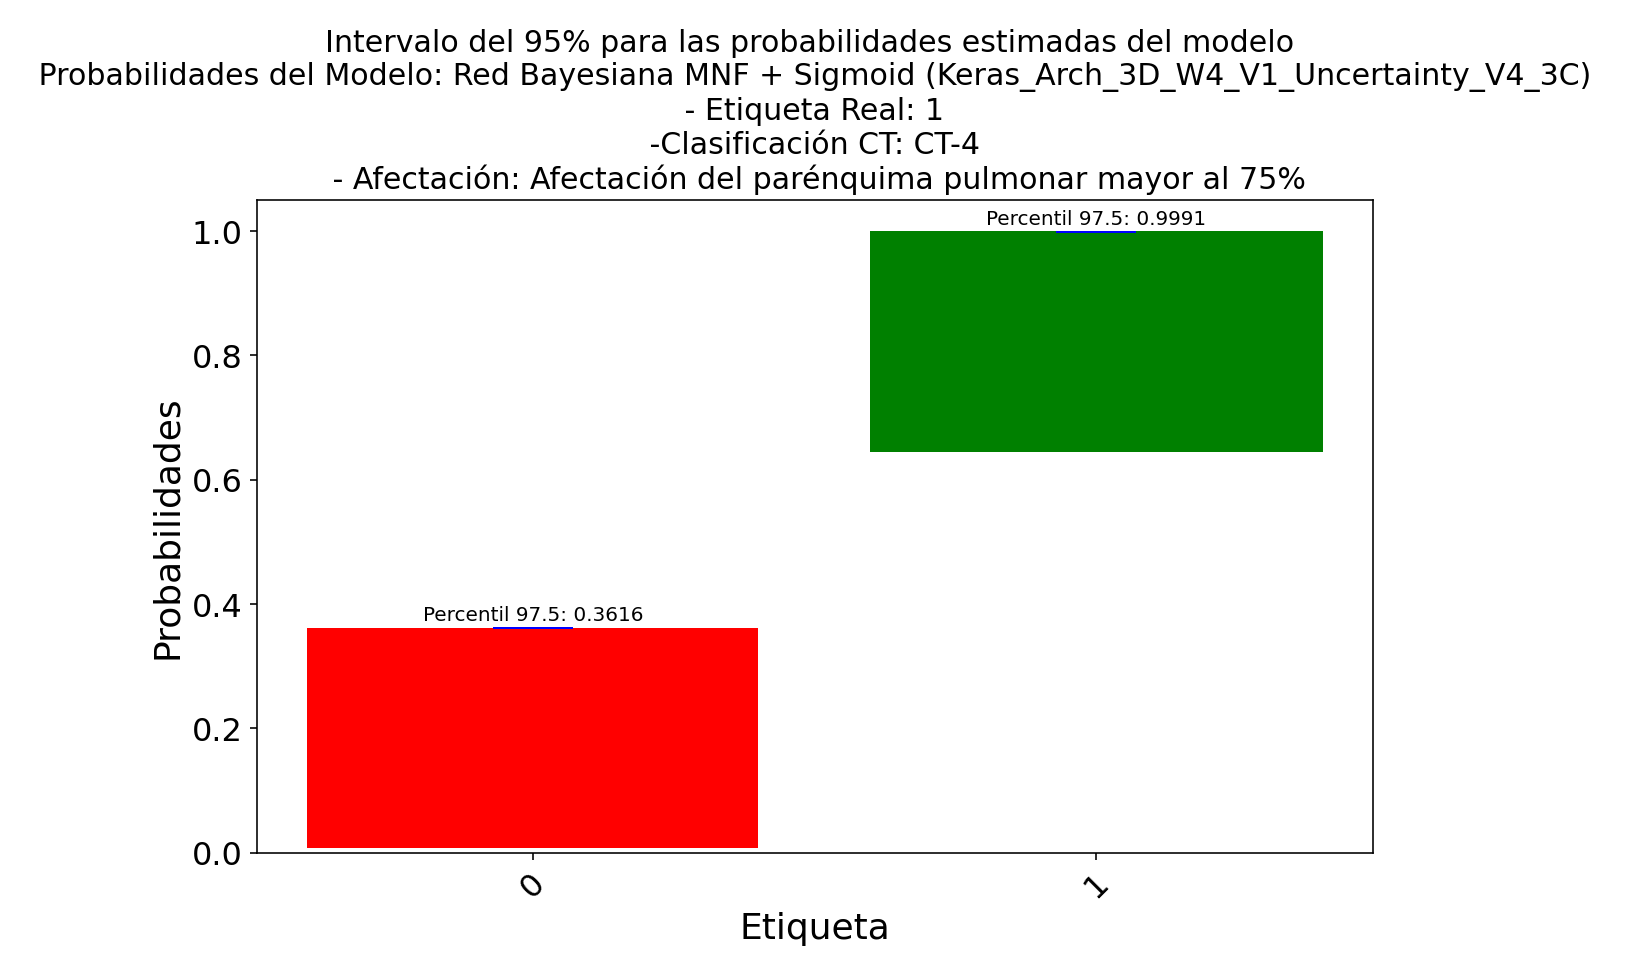 Intervalo del 95% para las probabilidades estimadas del modelo
Probabilidades del Modelo: Red Bayesiana MNF + Sigmoid (Keras_Arch_3D_W4_V1_Uncertainty_V4_3C)
- Etiqueta Real: 1
-Clasificación CT: CT-4
- Afectación: Afectación del parénquima pulmonar mayor al 75%
Percentil 97.5: 0.9991
Percentil 97.5: 0.3616
1.0
0.8
0.6
0.4
0.2
0.0
Probabilidades
0
1
Etiqueta